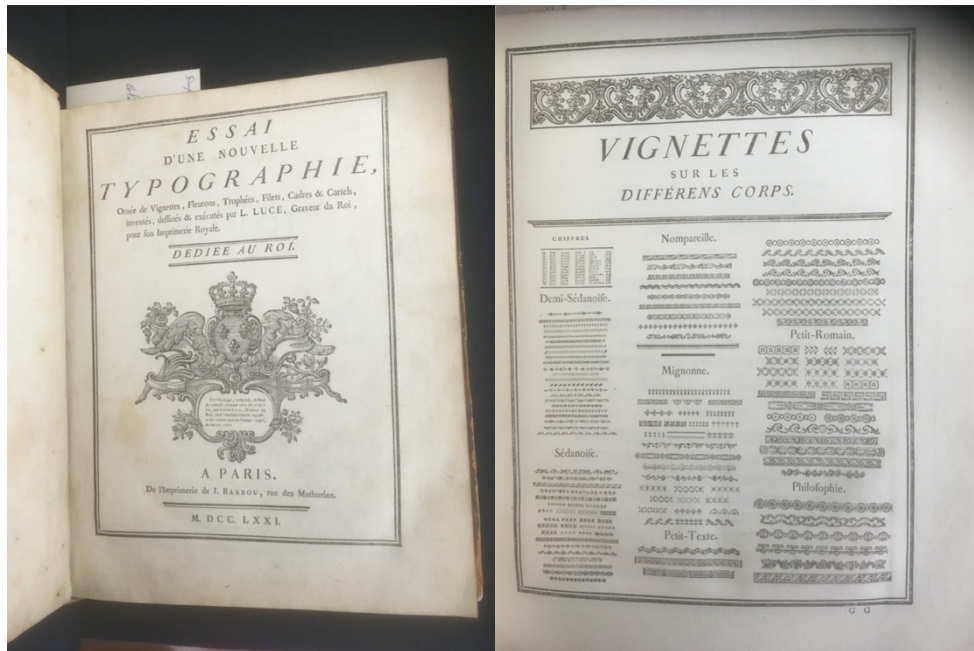 ESSAI
D'UNE NOUVELLE
TYPOGRAPHIE,
Ornée de Vignettes, Fleurons, Trophées, Filets, Cadres & Cartels,
inventés, dessinés & exécutés par L. LUCE, Graveur du Roi,
pour son Imprimerie Royale.
DÉDIÉE AU ROI.
A PARIS.
De l'Imprimerie de J. BARBOU, rue des Mathurins.
M. DCC. LXXI.
VIGNETTES
SUR LES
DIFFÉRENS CORPS.
CHIFFRES
Demi-Sédanoise.
Sédanoise.
Nompareille.
Mignonne.
Petit-Texte.
Petit-Romain.
Philosophie.
G G